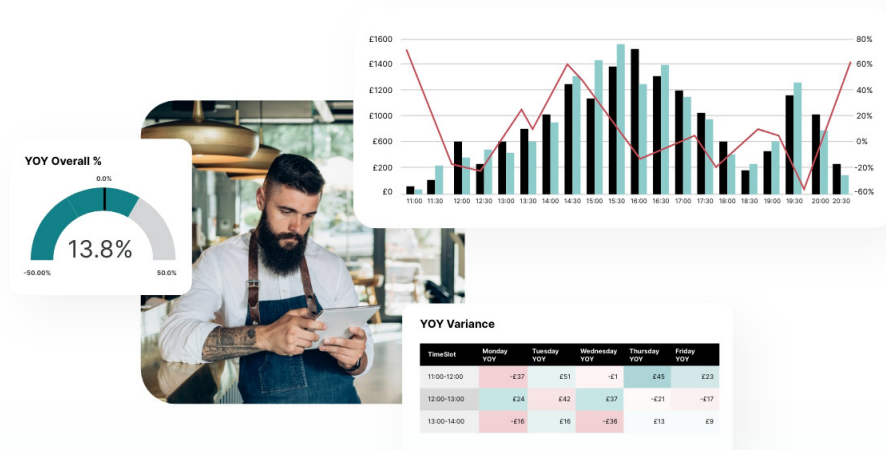 £1600
80%
£1400
60%
£1200
40%
£1000
20%
£600
0%
£200
-20%
£0
-60%
11:00 11:30 12:00 12:30 13:00 13:30 14:00 14:30 15:00 15:30 16:00 16:30 17:00 17:30 18:00 18:30 19:00 19:30 20:00 20:30
YOY Overall %
0.0%
13.8%
-50.00%
50.0%
YOY Variance
TimeSlot Monday YOY Tuesday YOY Wednesday YOY Thursday YOY Friday YOY
11:00-12:00 -£37 £51 -£1 £45 £23
12:00-13:00 £24 £42 £37 -£21 -£17
13:00-14:00 -£16 £16 -£36 £13 £9